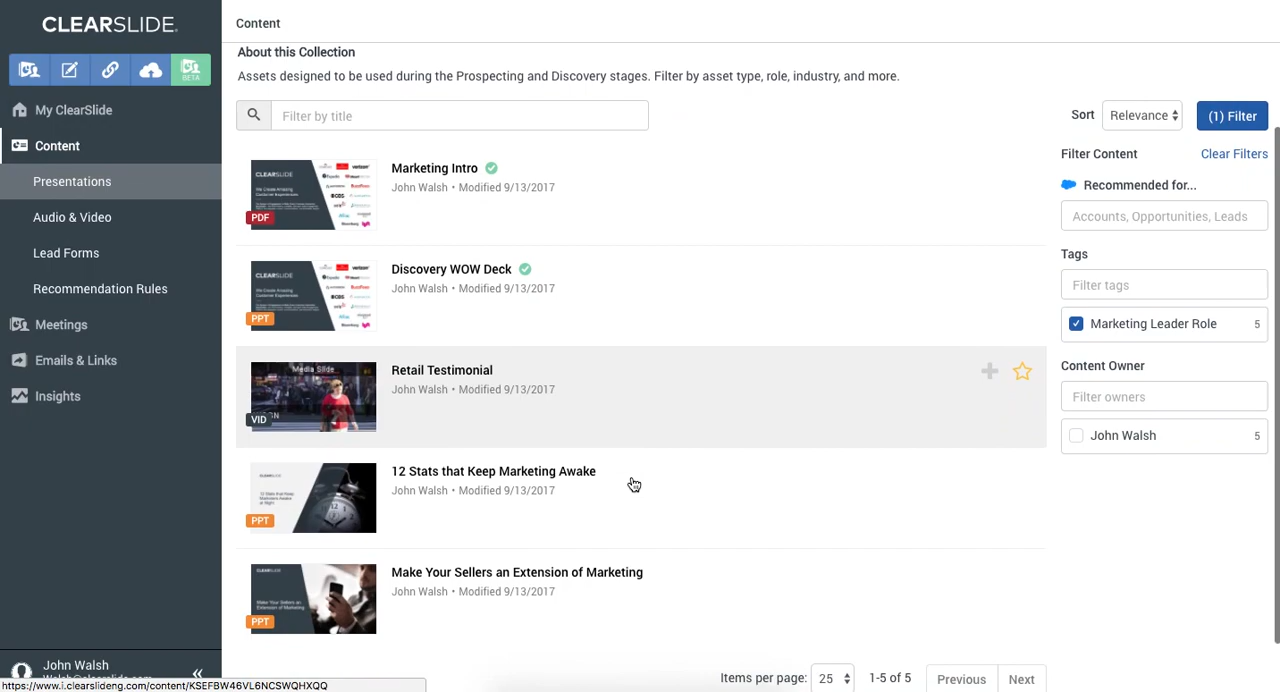 CLEARSLIDE.
BETA
My ClearSlide
Content
Presentations
Audio & Video
Lead Forms
Recommendation Rules
Meetings
Emails & Links
Insights
John Walsh
https://www.i.clearslideng.com/content/KSEFBW46VL6NCSWQHXQQ
Content
About this Collection
Assets designed to be used during the Prospecting and Discovery stages. Filter by asset type, role, industry, and more.
Filter by title
Sort Relevance (1) Filter
PDF
Marketing Intro
John Walsh • Modified 9/13/2017
PPT
Discovery WOW Deck
John Walsh • Modified 9/13/2017
Media Slide
VID
Retail Testimonial
John Walsh • Modified 9/13/2017
PPT
12 Stats that Keep Marketing Awake
John Walsh • Modified 9/13/2017
PPT
Make Your Sellers an Extension of Marketing
John Walsh • Modified 9/13/2017
Items per page: 25 1-5 of 5 Previous Next
Filter Content Clear Filters
Recommended for...
Accounts, Opportunities, Leads
Tags
Filter tags
Marketing Leader Role 5
Content Owner
Filter owners
John Walsh 5